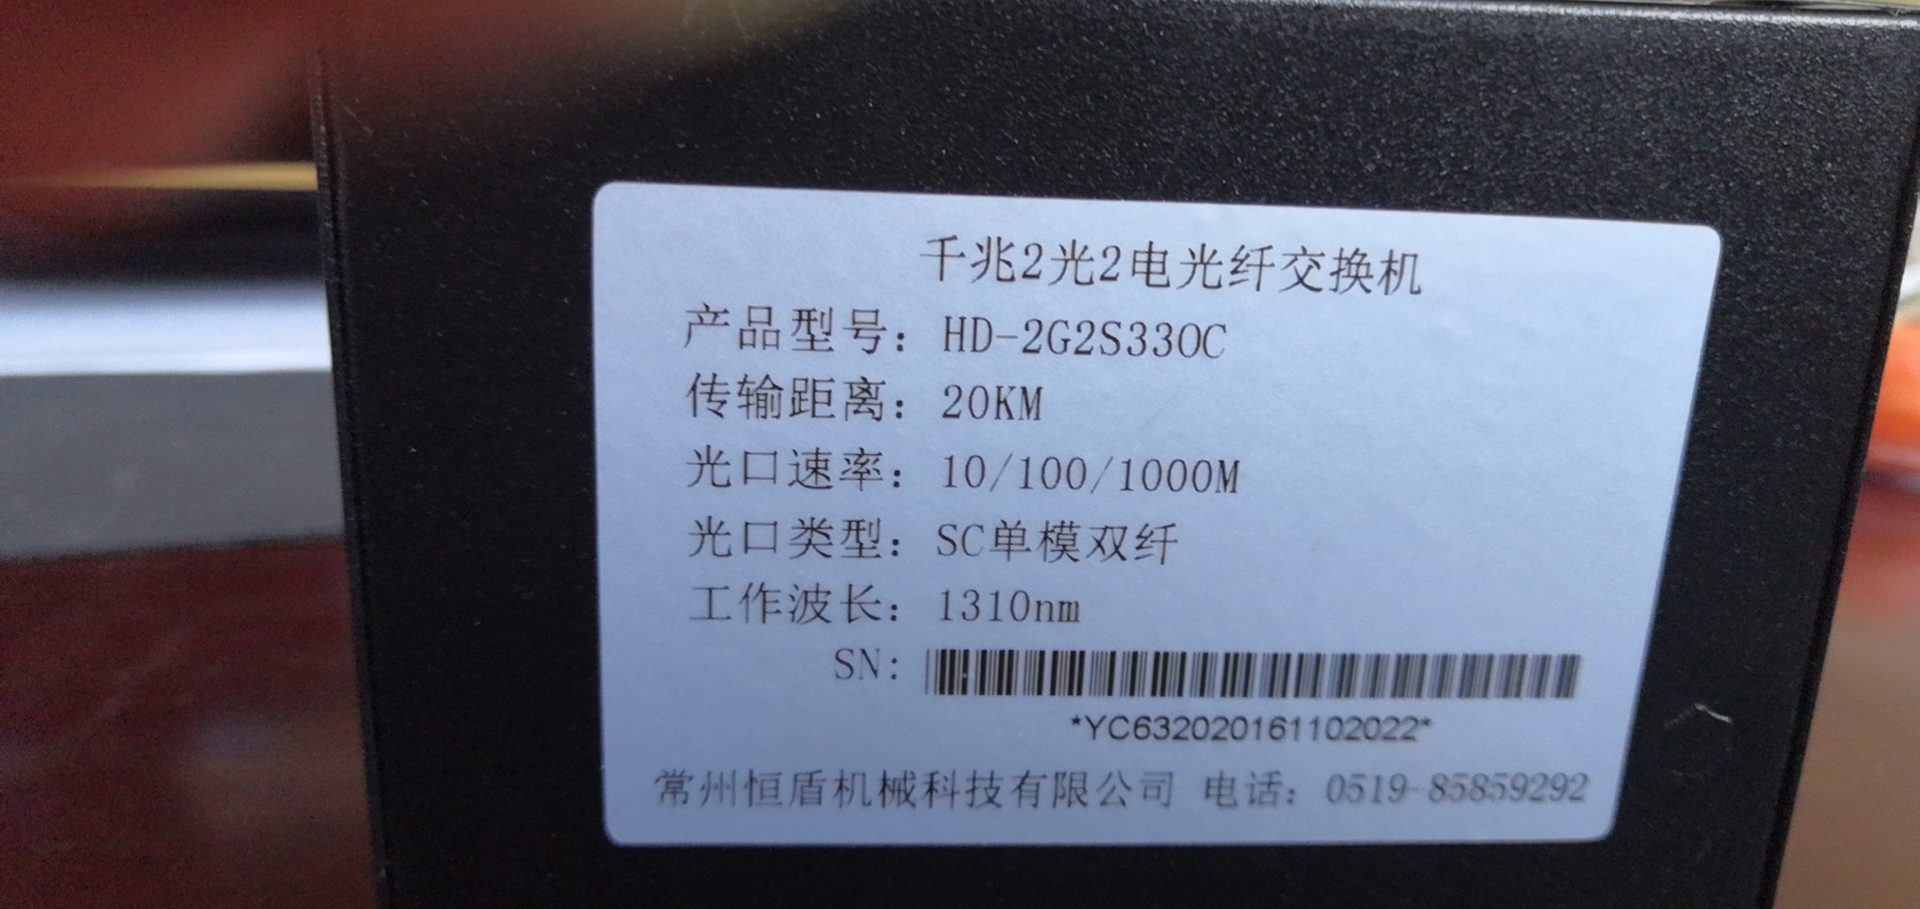 千兆2光2电光纤交换机
产品型号：HD-2G2S330C
传输距离：20KM
光口速率：10/100/1000M
光口类型：SC单模双纤
工作波长：1310nm
SN:
*YC632020161102022*
常州恒盾机械科技有限公司 电话：0519-85859292